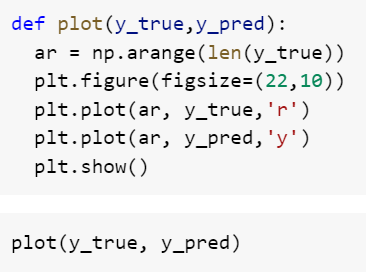 def plot(y_true,y_pred):
  ar = np.arange(len(y_true))
  plt.figure(figsize=(22,10))
  plt.plot(ar, y_true,'r')
  plt.plot(ar, y_pred,'y')
  plt.show()
plot(y_true, y_pred)